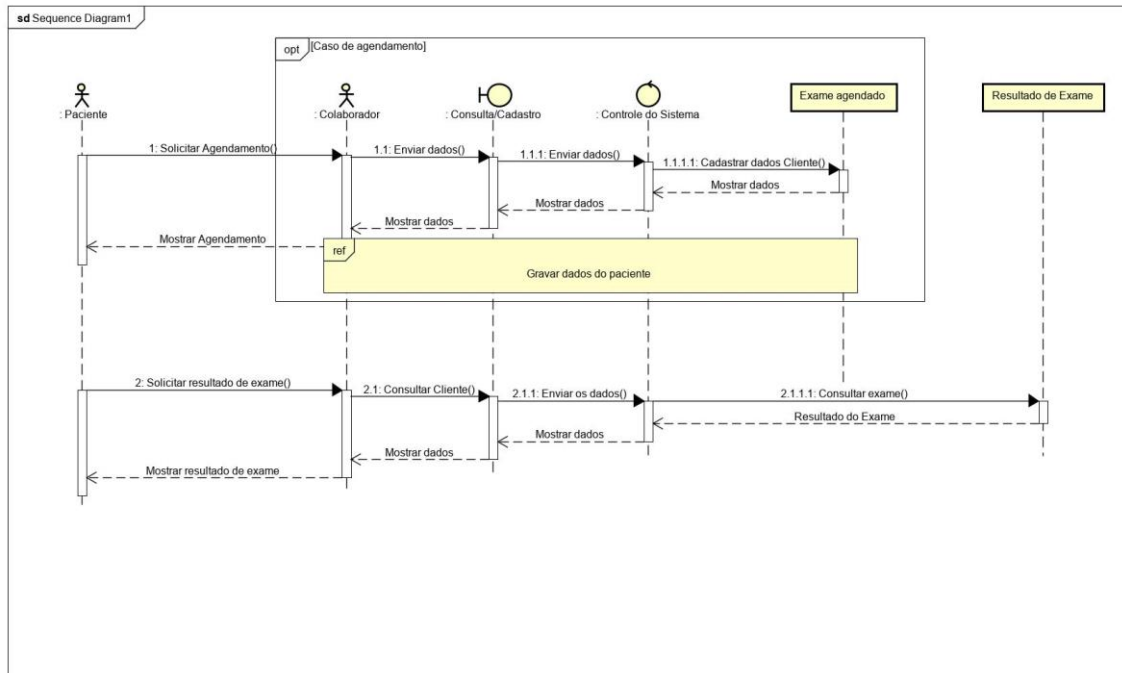 sd Sequence Diagram1
opt
[Caso de agendamento]
: Paciente
: Colaborador
: Consulta/Cadastro
: Controle do Sistema
Exame agendado
Resultado de Exame
1: Solicitar Agendamento()
1.1: Enviar dados()
1.1.1: Enviar dados()
1.1.1.1: Cadastrar dados Cliente()
Mostrar dados
Mostrar dados
Mostrar dados
Mostrar Agendamento
ref
Gravar dados do paciente
2: Solicitar resultado de exame()
2.1: Consultar Cliente()
2.1.1: Enviar os dados()
2.1.1.1: Consultar exame()
Resultado do Exame
Mostrar dados
Mostrar dados
Mostrar resultado de exame